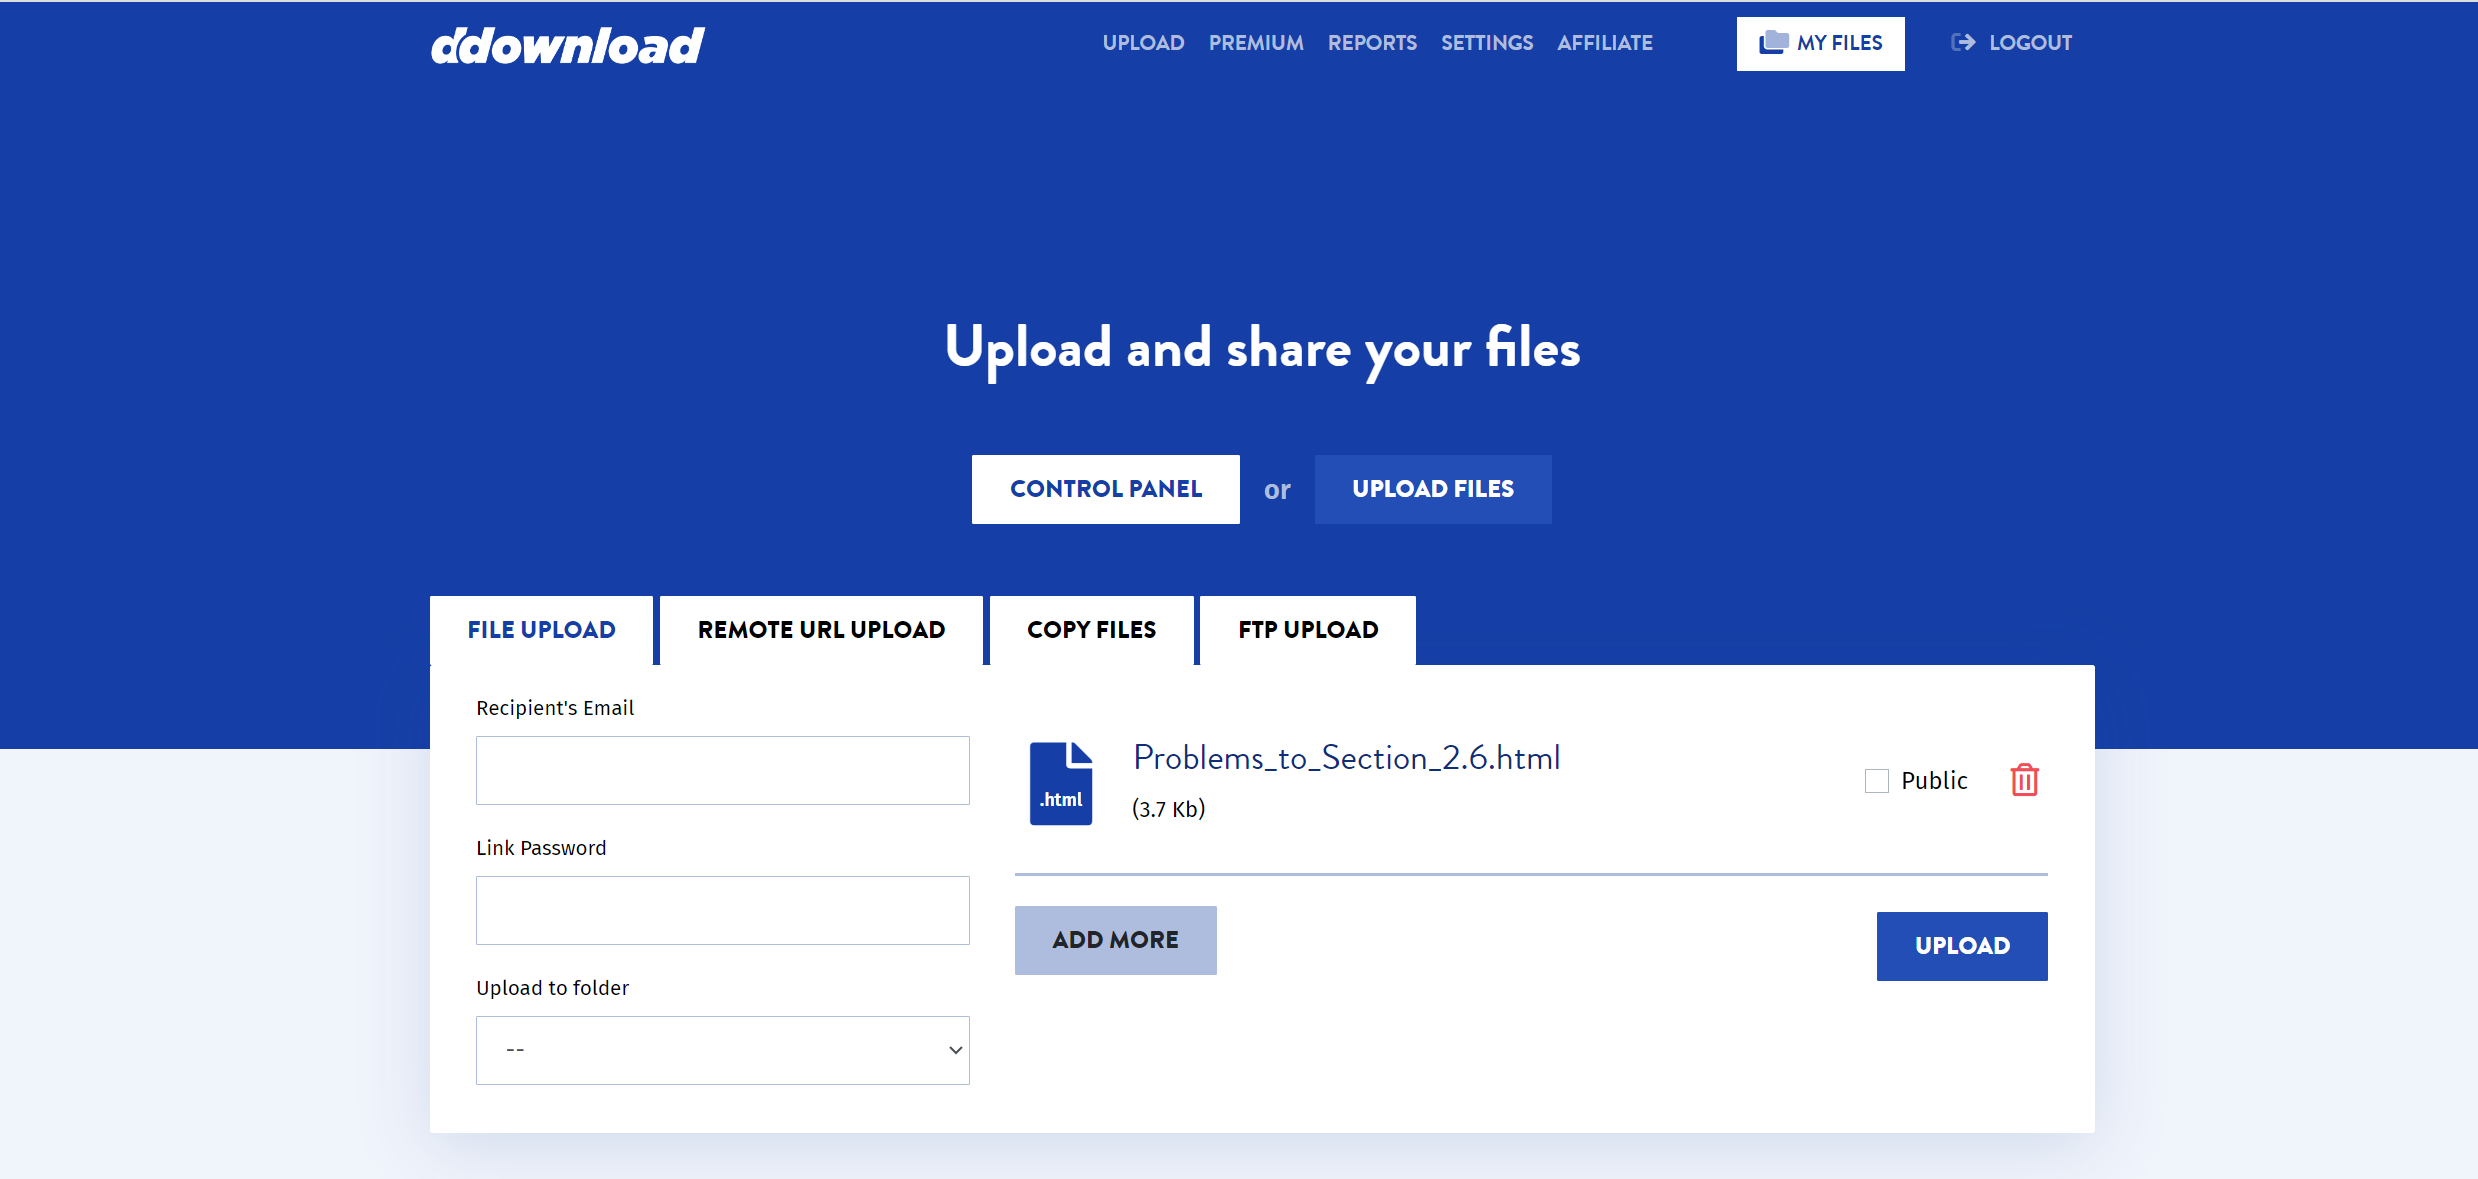 ddownload
UPLOAD PREMIUM REPORTS SETTINGS AFFILIATE MY FILES LOGOUT
Upload and share your files
CONTROL PANEL or UPLOAD FILES
FILE UPLOAD REMOTE URL UPLOAD COPY FILES FTP UPLOAD
Recipient's Email
Link Password
Upload to folder
--
.html
Problems_to_Section_2.6.html
(3.7 Kb)
Public
ADD MORE
UPLOAD